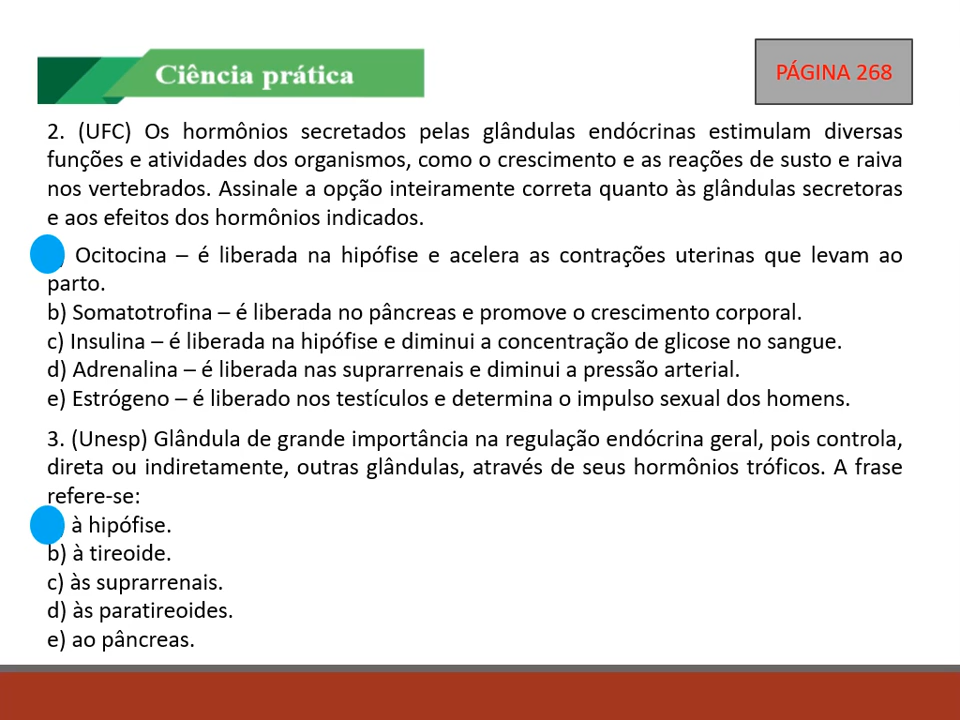 Ciência prática
PÁGINA 268
2. (UFC) Os hormônios secretados pelas glândulas endócrinas estimulam diversas
funções e atividades dos organismos, como o crescimento e as reações de susto e raiva
nos vertebrados. Assinale a opção inteiramente correta quanto às glândulas secretoras
e aos efeitos dos hormônios indicados.
) Ocitocina – é liberada na hipófise e acelera as contrações uterinas que levam ao
parto.
b) Somatotrofina – é liberada no pâncreas e promove o crescimento corporal.
c) Insulina – é liberada na hipófise e diminui a concentração de glicose no sangue.
d) Adrenalina – é liberada nas suprarrenais e diminui a pressão arterial.
e) Estrógeno – é liberado nos testículos e determina o impulso sexual dos homens.
3. (Unesp) Glândula de grande importância na regulação endócrina geral, pois controla,
direta ou indiretamente, outras glândulas, através de seus hormônios tróficos. A frase
refere-se:
à hipófise.
b) à tireoide.
c) às suprarrenais.
d) às paratireoides.
e) ao pâncreas.